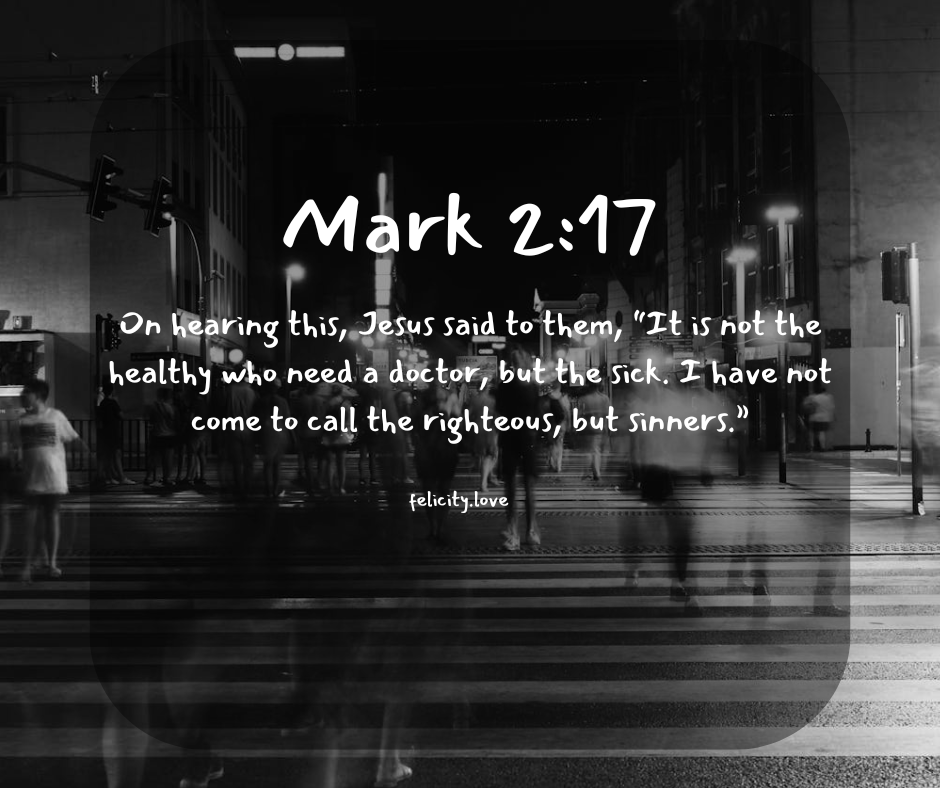 Mark 2:17
On hearing this, Jesus said to them, "It is not the
healthy who need a doctor, but the sick. I have not
come to call the righteous, but sinners."
felicity.love